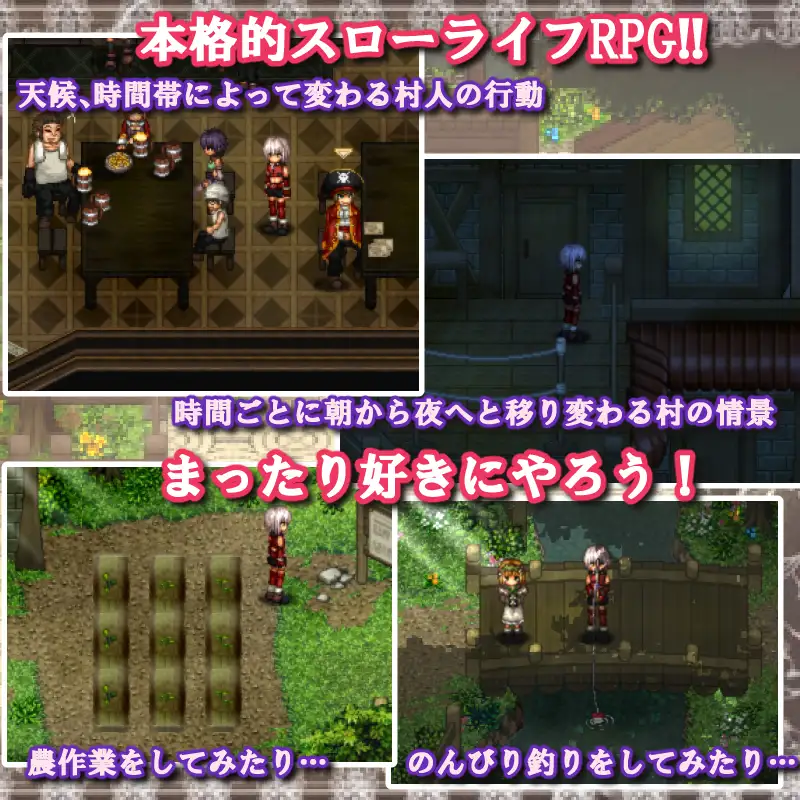 本格的スローライフRPG!!
天候、時間帯によって変わる村人の行動
時間ごとに朝から夜へと移り変わる村の情景
まったり好きにやろう！
農作業をしてみたり…
のんびり釣りをしてみたり…